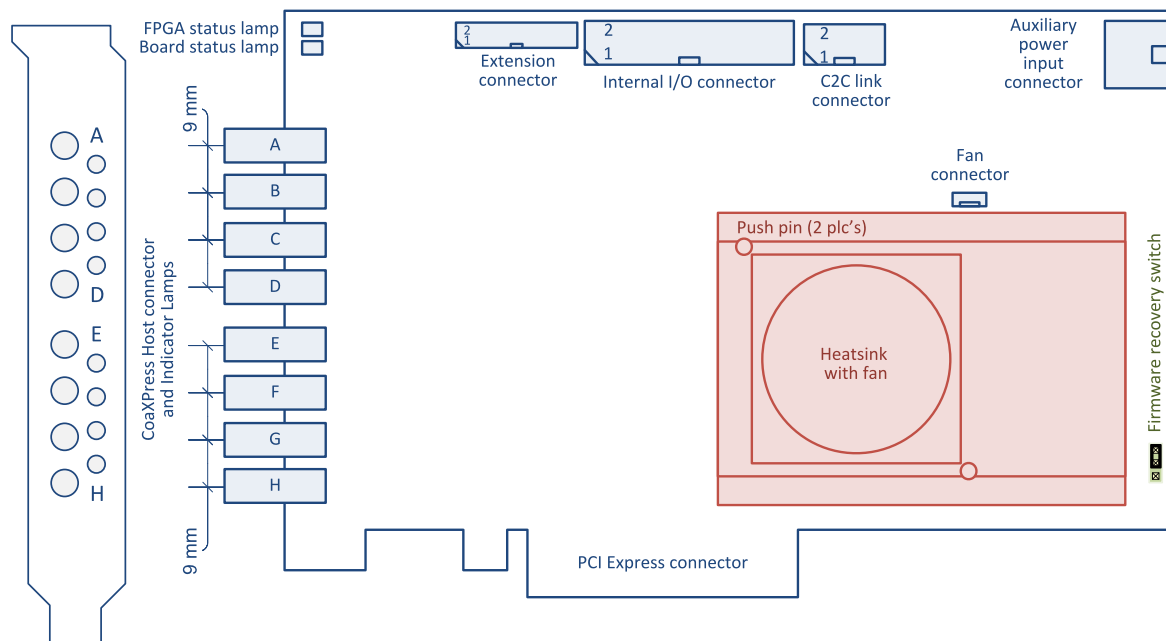 FPGA status lamp
Board status lamp
2
1
Extension
connector
2
1
Internal I/O connector
2
1
C2C link
connector
Auxiliary
power
input
connector
9 mm
A
D
E
H
CoaXPress Host connector
and Indicator Lamps
A
B
C
D
E
F
G
H
9 mm
Fan
connector
Push pin (2 plc's)
Heatsink
with fan
Firmware recovery switch
PCI Express connector